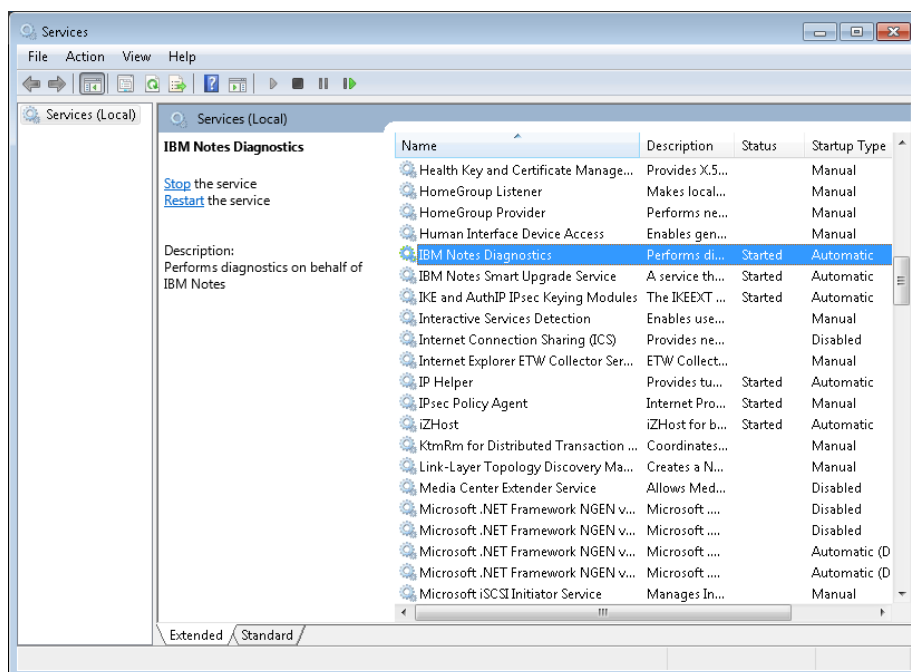 Services
File Action View Help
Services (Local)
Services (Local)
IBM Notes Diagnostics
Stop the service
Restart the service
Description:
Performs diagnostics on behalf of
IBM Notes
Name Description Status Startup Type
Health Key and Certificate Manage... Provides X.5... Manual
HomeGroup Listener Makes local... Manual
HomeGroup Provider Performs ne... Manual
Human Interface Device Access Enables gen... Manual
IBM Notes Diagnostics Performs di... Started Automatic
IBM Notes Smart Upgrade Service A service th... Started Automatic
IKE and AuthIP IPsec Keying Modules The IKEEXT ... Started Automatic
Interactive Services Detection Enables use... Manual
Internet Connection Sharing (ICS) Provides ne... Disabled
Internet Explorer ETW Collector Ser... ETW Collect... Manual
IP Helper Provides tu... Started Automatic
IPsec Policy Agent Internet Pro... Started Manual
iZHost iZHost for b... Started Automatic
KtmRm for Distributed Transaction ... Coordinates... Manual
Link-Layer Topology Discovery Ma... Creates a N... Manual
Media Center Extender Service Allows Med... Disabled
Microsoft .NET Framework NGEN v... Microsoft .... Disabled
Microsoft .NET Framework NGEN v... Microsoft .... Disabled
Microsoft .NET Framework NGEN v... Microsoft .... Automatic (D
Microsoft .NET Framework NGEN v... Microsoft .... Automatic (D
Microsoft iSCSI Initiator Service Manages In... Manual
Extended Standard